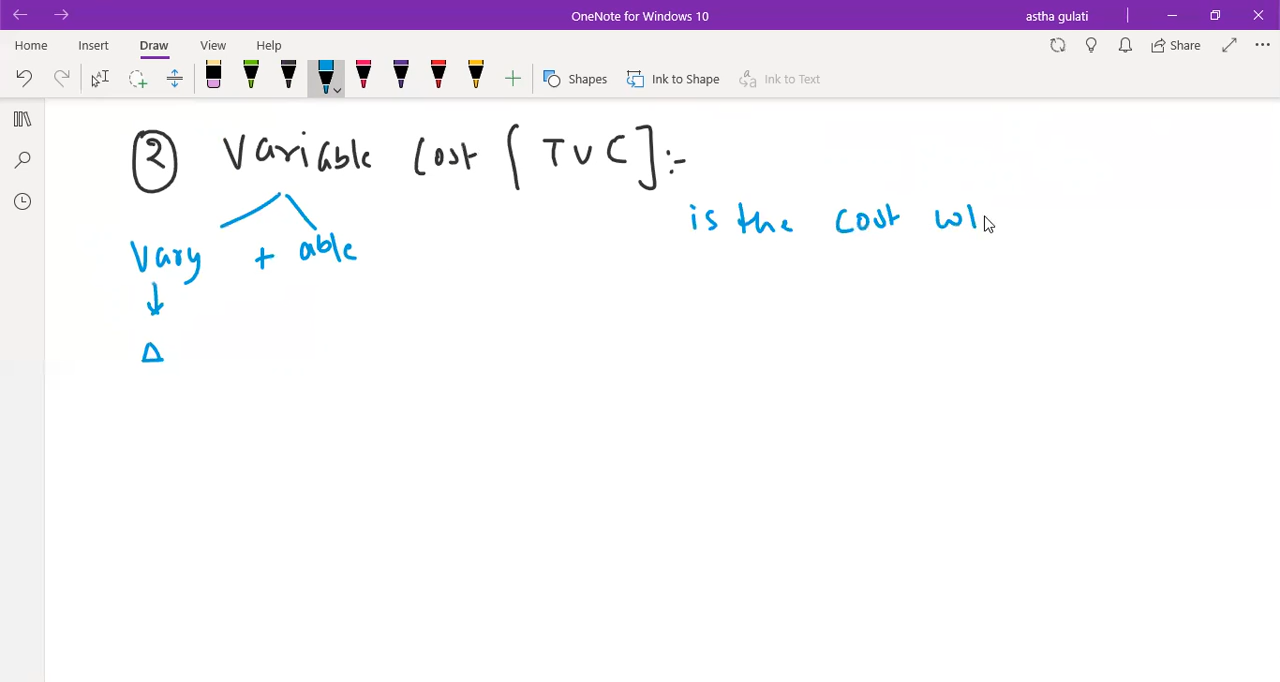 OneNote for Windows 10
astha gulati
Home Insert Draw View Help
Share
Shapes Ink to Shape Ink to Text
② Variable Cost [TVC]:-
is the cost
Vary + able
↓
Δ